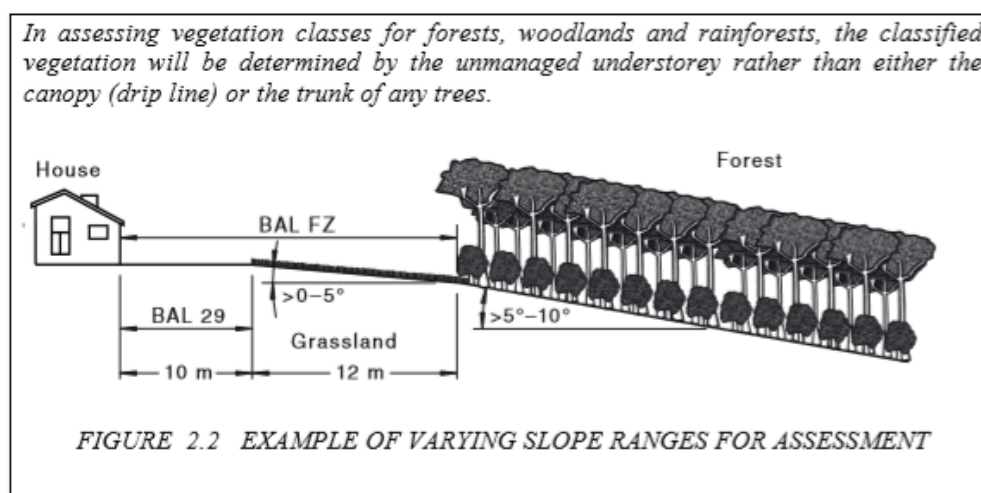 In assessing vegetation classes for forests, woodlands and rainforests, the classified
vegetation will be determined by the unmanaged understorey rather than either the
canopy (drip line) or the trunk of any trees.
House
Forest
BAL FZ
>0–5°
>5°–10°
BAL 29
Grassland
10 m
12 m
FIGURE 2.2 EXAMPLE OF VARYING SLOPE RANGES FOR ASSESSMENT